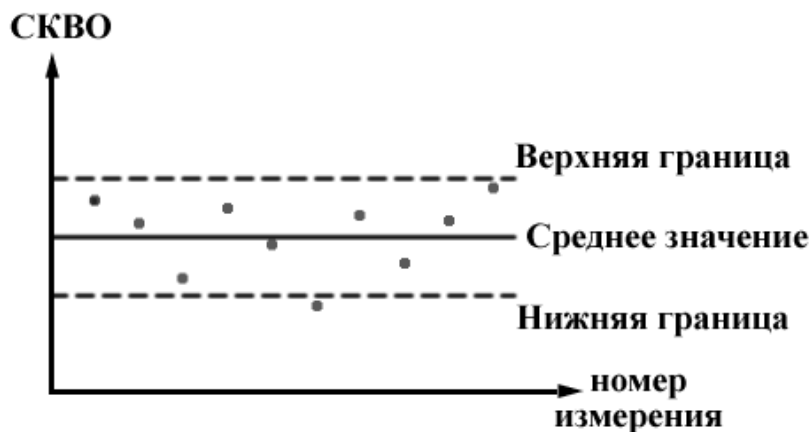 СКВО
Верхняя граница
Среднее значение
Нижняя граница
номер
измерения